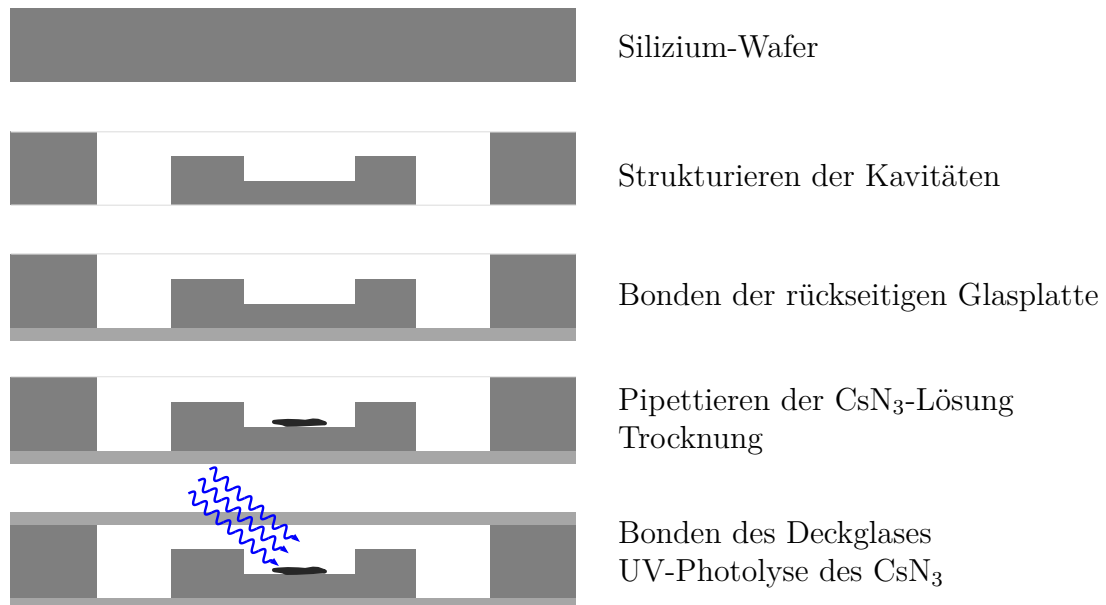 Silizium-Wafer
Strukturieren der Kavitäten
Bonden der rückseitigen Glasplatte
Pipettieren der CsN₃-Lösung
Trocknung
Bonden des Deckglases
UV-Photolyse des CsN₃